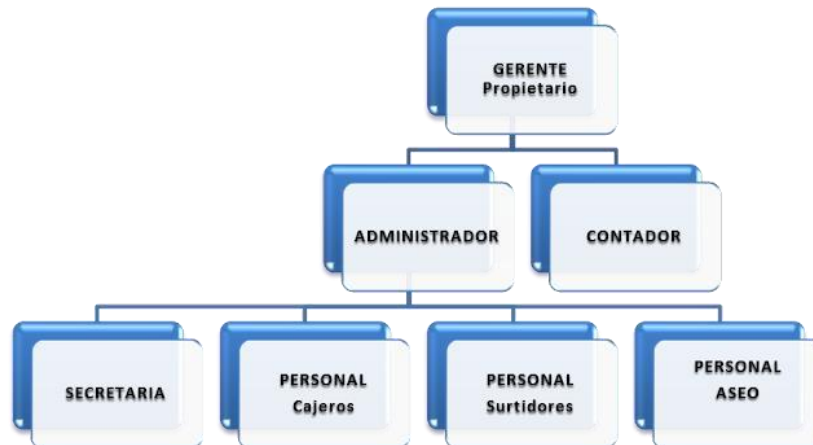 GERENTE
Propietario
ADMINISTRADOR
CONTADOR
SECRETARIA
PERSONAL
Cajeros
PERSONAL
Surtidores
PERSONAL
ASEO